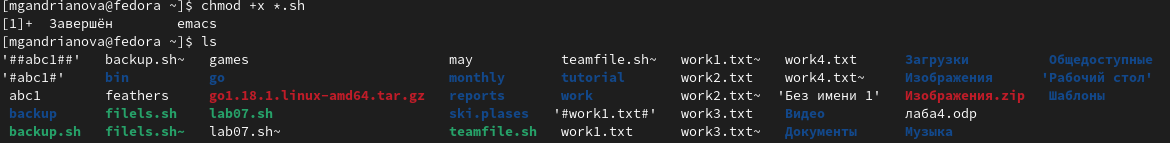 [mgandrianova@fedora ~]$ chmod +x *.sh
[1]+  Завершён        emacs
[mgandrianova@fedora ~]$ ls
'##abc1##'   backup.sh~   games                         may           teamfile.sh~   work1.txt~   work4.txt       Загрузки          Общедоступные
'#abc1#'     bin          go                            monthly       tutorial       work2.txt    work4.txt~      Изображения      'Рабочий стол'
 abc1        feathers     go1.18.1.linux-amd64.tar.gz   reports       work           work2.txt~  'Без имени 1'     Изображения.zip   Шаблоны
 backup      filels.sh    lab07.sh                      ski.plases   '#work1.txt#'   work3.txt    Видео           лаба4.odp
 backup.sh   filels.sh~   lab07.sh~                     teamfile.sh   work1.txt      work3.txt~   Документы       Музыка